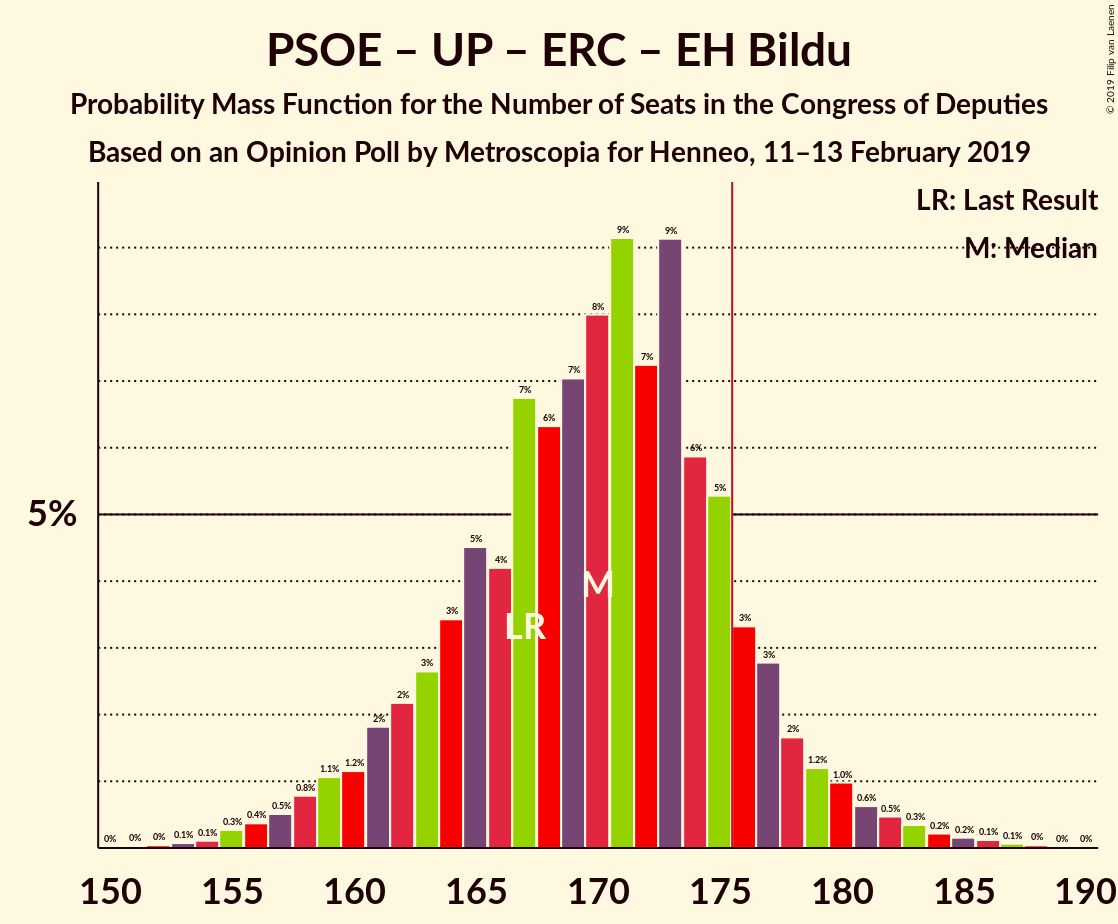 PSOE – UP – ERC – EH Bildu
Probability Mass Function for the Number of Seats in the Congress of Deputies
Based on an Opinion Poll by Metroscopia for Henneo, 11–13 February 2019
© 2019 Filip van Laenen
LR: Last Result
M: Median
5%
0% 0% 0% 0.1% 0.1% 0.3% 0.4% 0.5% 0.8% 1.1% 1.2% 2% 2% 3% 3% 5% 4% 7% 6% 7% 8% 9% 7% 9% 6% 5% 3% 3% 2% 1.2% 1.0% 0.6% 0.5% 0.3% 0.2% 0.2% 0.1% 0.1% 0% 0% 0%
M
LR
150 155 160 165 170 175 180 185 190